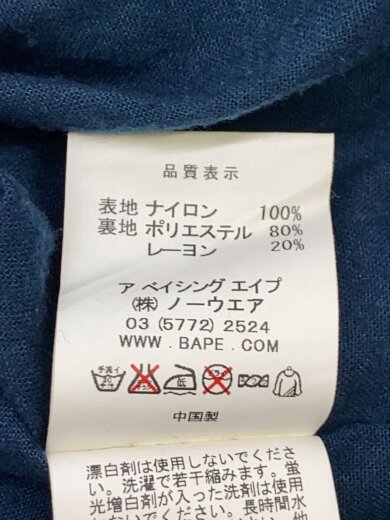 品質表示
表地 ナイロン 100%
裏地 ポリエステル 80%
レーヨン 20%
ア ベイシング エイプ
(株) ノーウエア
03 (5772) 2524
WWW.BAPE.COM
手洗イ
低
中国製
漂白剤は使用しないでくださ
い。洗濯で若干縮みます。蛍
光増白剤が入った洗剤は使用